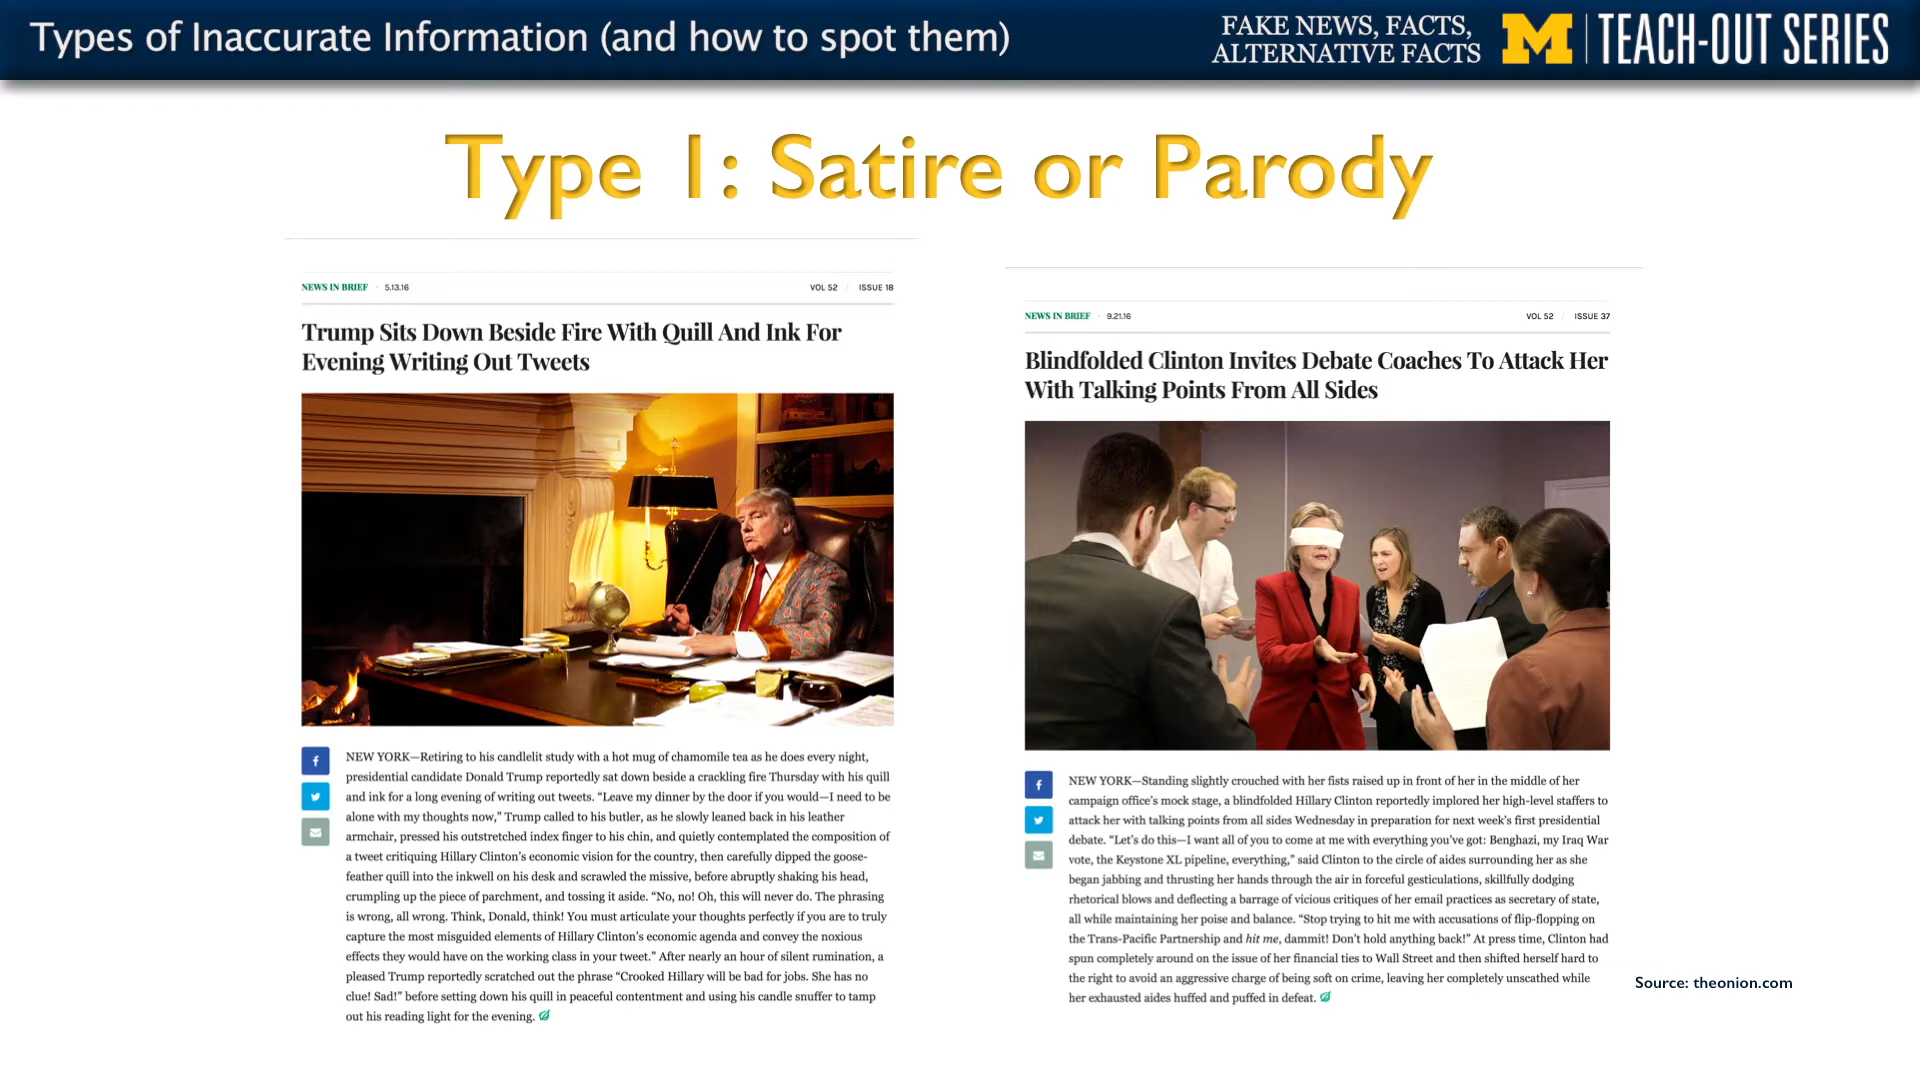 Types of Inaccurate Information (and how to spot them)
FAKE NEWS, FACTS,
ALTERNATIVE FACTS
M
TEACH-OUT SERIES
Type 1: Satire or Parody
NEWS IN BRIEF · 5.13.16 VOL 52 / ISSUE 18
Trump Sits Down Beside Fire With Quill And Ink For
Evening Writing Out Tweets
f
NEW YORK—Retiring to his candlelit study with a hot mug of chamomile tea as he does every night,
presidential candidate Donald Trump reportedly sat down beside a crackling fire Thursday with his quill
and ink for a long evening of writing out tweets. “Leave my dinner by the door if you would—I need to be
alone with my thoughts now,” Trump called to his butler, as he slowly leaned back in his leather
armchair, pressed his outstretched index finger to his chin, and quietly contemplated the composition of
a tweet critiquing Hillary Clinton’s economic vision for the country, then carefully dipped the goose-
feather quill into the inkwell on his desk and scrawled the missive, before abruptly shaking his head,
crumpling up the piece of parchment, and tossing it aside. “No, no! Oh, this will never do. The phrasing
is wrong, all wrong. Think, Donald, think! You must articulate your thoughts perfectly if you are to truly
capture the most misguided elements of Hillary Clinton’s economic agenda and convey the noxious
effects they would have on the working class in your tweet.” After nearly an hour of silent rumination, a
pleased Trump reportedly scratched out the phrase “Crooked Hillary will be bad for jobs. She has no
clue! Sad!” before setting down his quill in peaceful contentment and using his candle snuffer to tamp
out his reading light for the evening.
NEWS IN BRIEF · 9.21.16 VOL 52 / ISSUE 37
Blindfolded Clinton Invites Debate Coaches To Attack Her
With Talking Points From All Sides
f
NEW YORK—Standing slightly crouched with her fists raised up in front of her in the middle of her
campaign office’s mock stage, a blindfolded Hillary Clinton reportedly implored her high-level staffers to
attack her with talking points from all sides Wednesday in preparation for next week’s first presidential
debate. “Let’s do this—I want all of you to come at me with everything you’ve got: Benghazi, my Iraq War
vote, the Keystone XL pipeline, everything,” said Clinton to the circle of aides surrounding her as she
began jabbing and thrusting her hands through the air in forceful gesticulations, skillfully dodging
rhetorical blows and deflecting a barrage of vicious critiques of her email practices as secretary of state,
all while maintaining her poise and balance. “Stop trying to hit me with accusations of flip-flopping on
the Trans-Pacific Partnership and hit me, dammit! Don’t hold anything back!” At press time, Clinton had
spun completely around on the issue of her financial ties to Wall Street and then shifted herself hard to
the right to avoid an aggressive charge of being soft on crime, leaving her completely unscathed while
her exhausted aides huffed and puffed in defeat.
Source: theonion.com